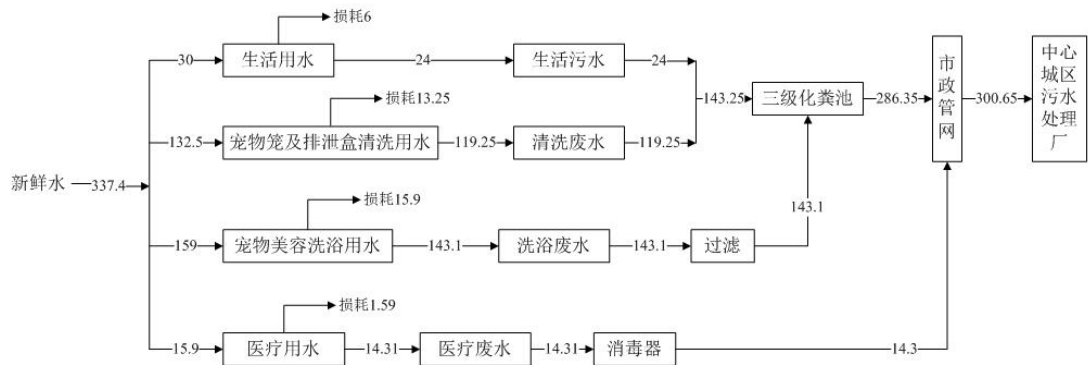 损耗6
30
生活用水
24
生活污水
24
损耗13.25
143.25
三级化粪池
286.35
市政管网
300.65
中心城区污水处理厂
132.5
宠物笼及排泄盒清洗用水
119.25
清洗废水
119.25
新鲜水
337.4
损耗15.9
143.1
159
宠物美容洗浴用水
143.1
洗浴废水
143.1
过滤
损耗1.59
15.9
医疗用水
14.31
医疗废水
14.31
消毒器
14.3